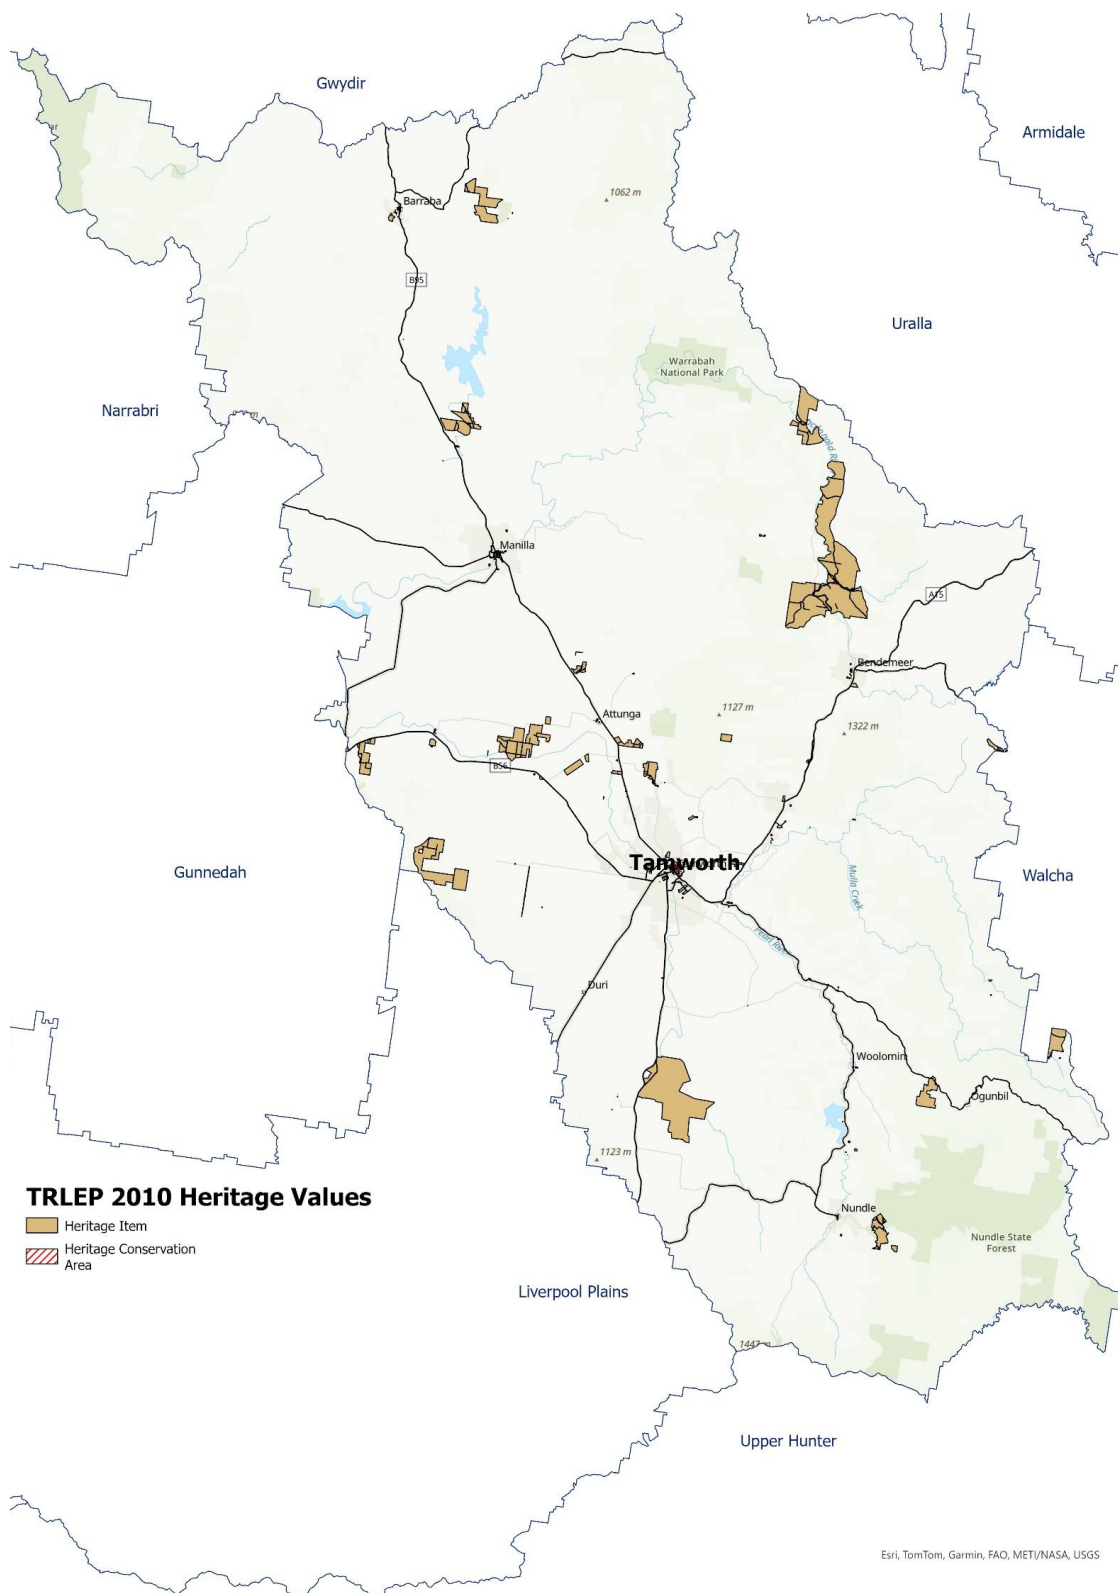 Gwydir
Armidale
Barraba
1062 m
B95
Uralla
Warrabah
National Park
Narrabri
Manilla
A15
Bendemeer
Attunga
1127 m
1322 m
B56
Gunnedah
Tamworth
Walcha
Mulla Creek
Peel River
Duri
Woolomin
Ogunbil
1123 m
TRLEP 2010 Heritage Values
Heritage Item
Heritage Conservation
Area
Nundle
Nundle State
Forest
Liverpool Plains
1447 m
Upper Hunter
Esri, TomTom, Garmin, FAO, METI/NASA, USGS